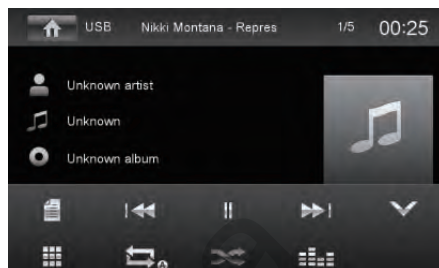 USB Nikki Montana - Repres 1/5 00:25
Unknown artist
Unknown
Unknown album